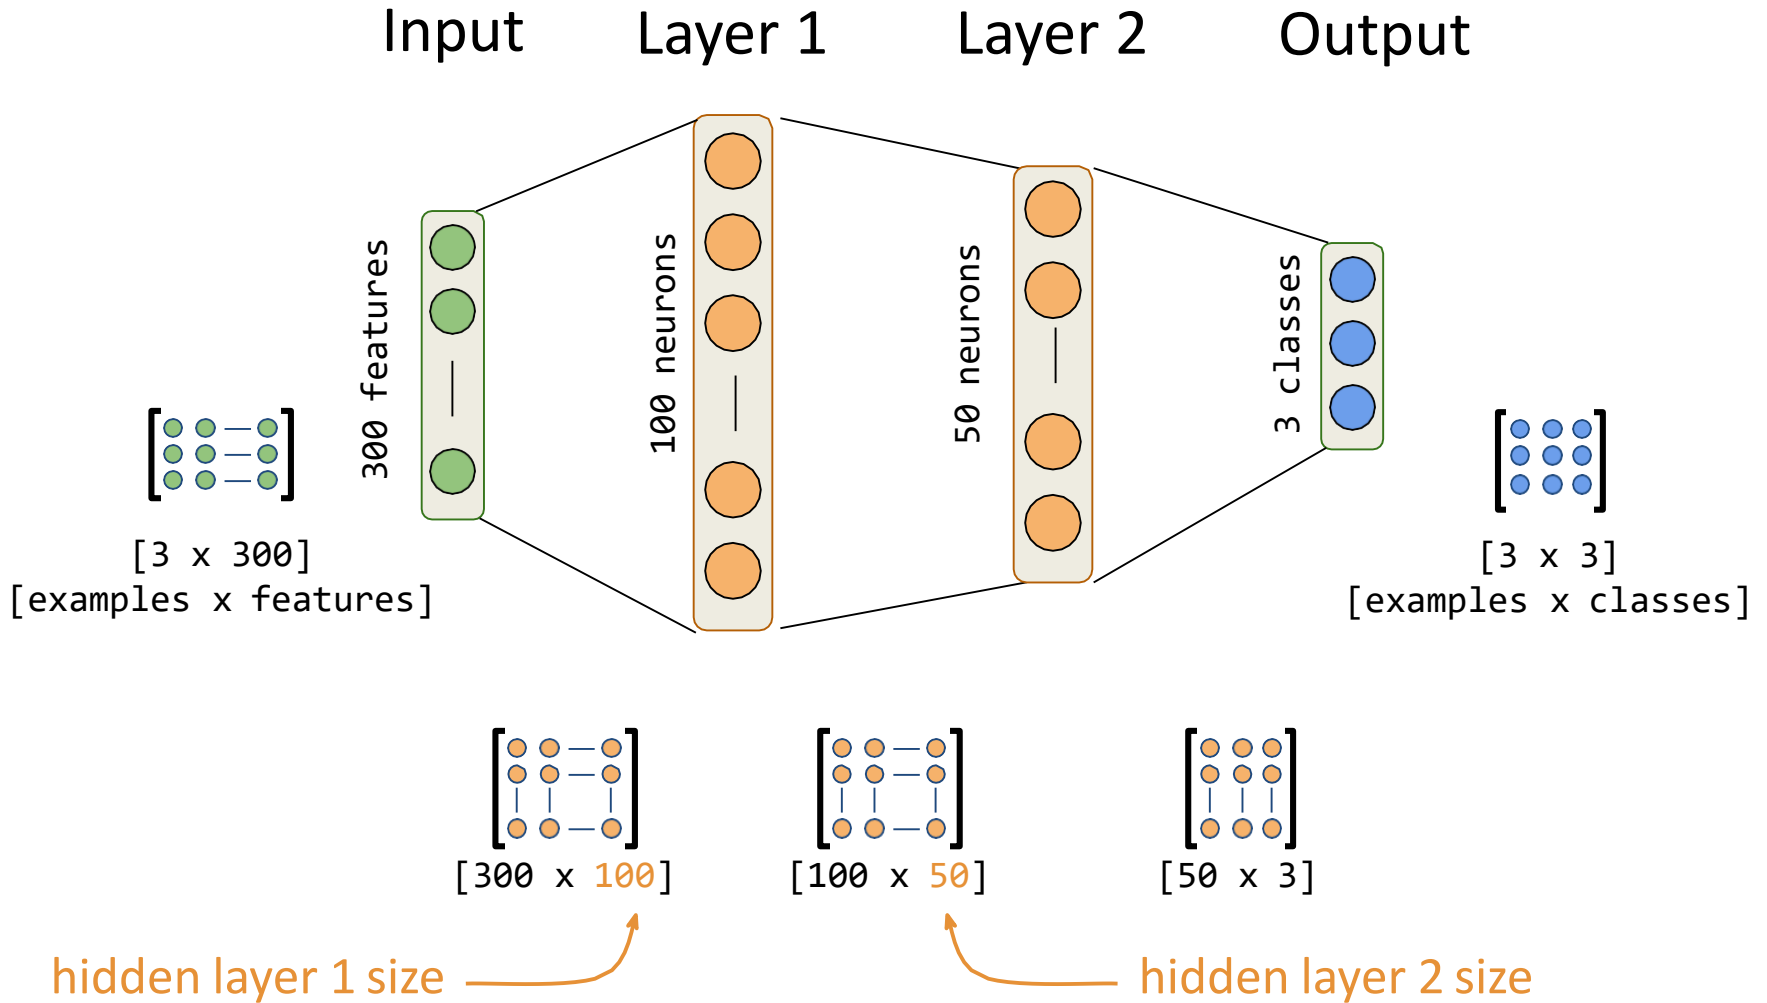 Input
Layer 1
Layer 2
Output
300 features
100 neurons
50 neurons
3 classes
[3 x 300]
[examples x features]
[3 x 3]
[examples x classes]
[300 x 100]
[100 x 50]
[50 x 3]
hidden layer 1 size
hidden layer 2 size